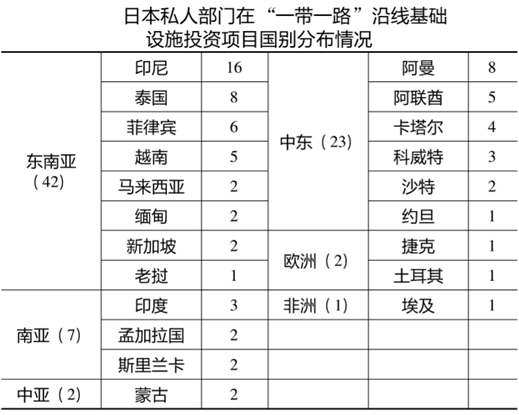 日本私人部门在“一带一路”沿线基础
设施投资项目国别分布情况
东南亚
(42)
印尼 16
泰国 8
菲律宾 6
越南 5
马来西亚 2
缅甸 2
新加坡 2
老挝 1
南亚(7)
印度 3
孟加拉国 2
斯里兰卡 2
中亚(2)
蒙古 2
中东(23)
阿曼 8
阿联酋 5
卡塔尔 4
科威特 3
沙特 2
约旦 1
欧洲(2)
捷克 1
土耳其 1
非洲(1)
埃及 1